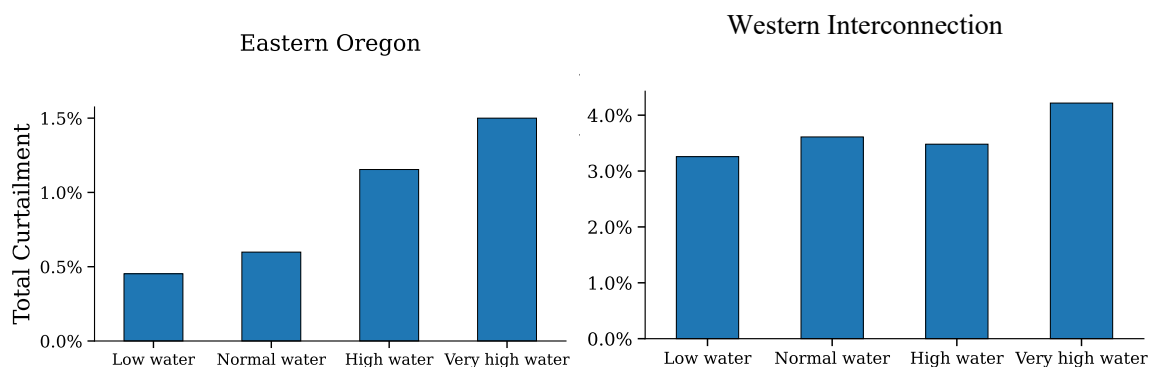 Eastern Oregon
Total Curtailment
1.5%
1.0%
0.5%
0.0%
Low water Normal water High water Very high water
Western Interconnection
4.0%
3.0%
2.0%
1.0%
0.0%
Low water Normal water High water Very high water